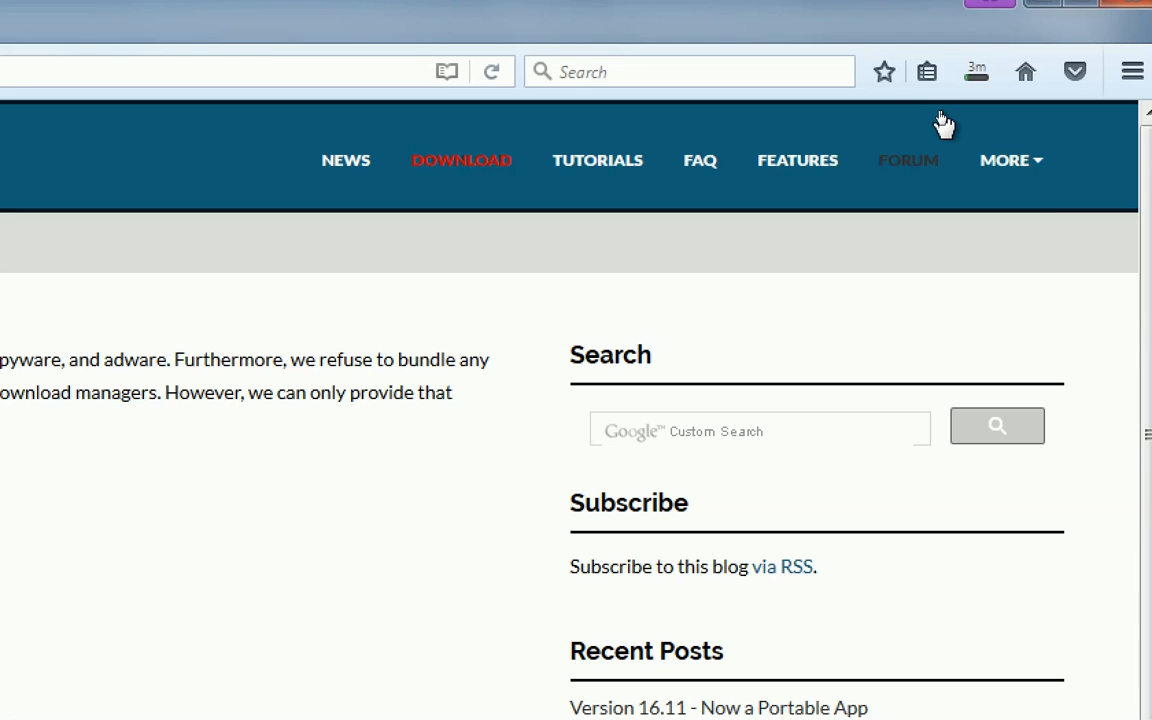 Search
3m
NEWS DOWNLOAD TUTORIALS FAQ FEATURES FORUM MORE
Search
pyware, and adware. Furthermore, we refuse to bundle any
ownload managers. However, we can only provide that
Google™ Custom Search
Subscribe
Subscribe to this blog via RSS.
Recent Posts
Version 16.11 - Now a Portable App